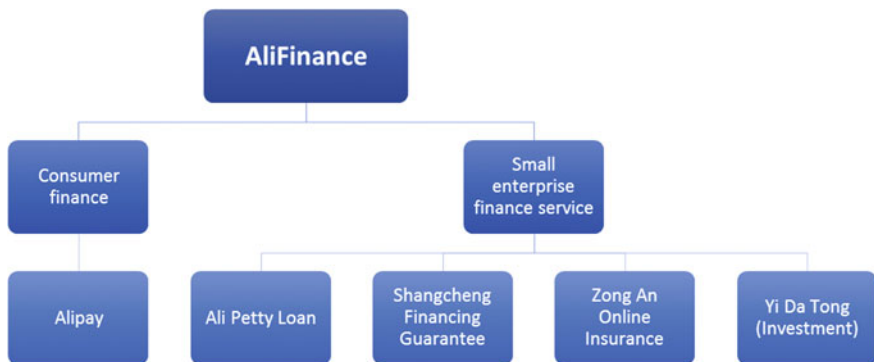 AliFinance
Consumer
finance
Small
enterprise
finance service
Alipay
Ali Petty Loan
Shangcheng
Financing
Guarantee
Zong An
Online
Insurance
Yi Da Tong
(Investment)